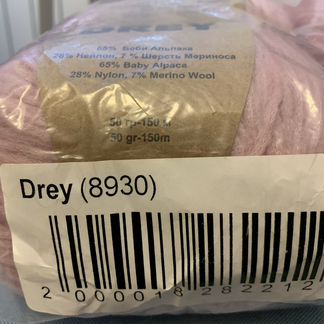 65% Беби Альпака
28% Нейлон, 7 % Шерсть Мериноса
65% Baby Alpaca
28% Nylon, 7% Merino Wool
50 гр-150 м
50 gr-150m
Drey (8930)
2 000018 282212